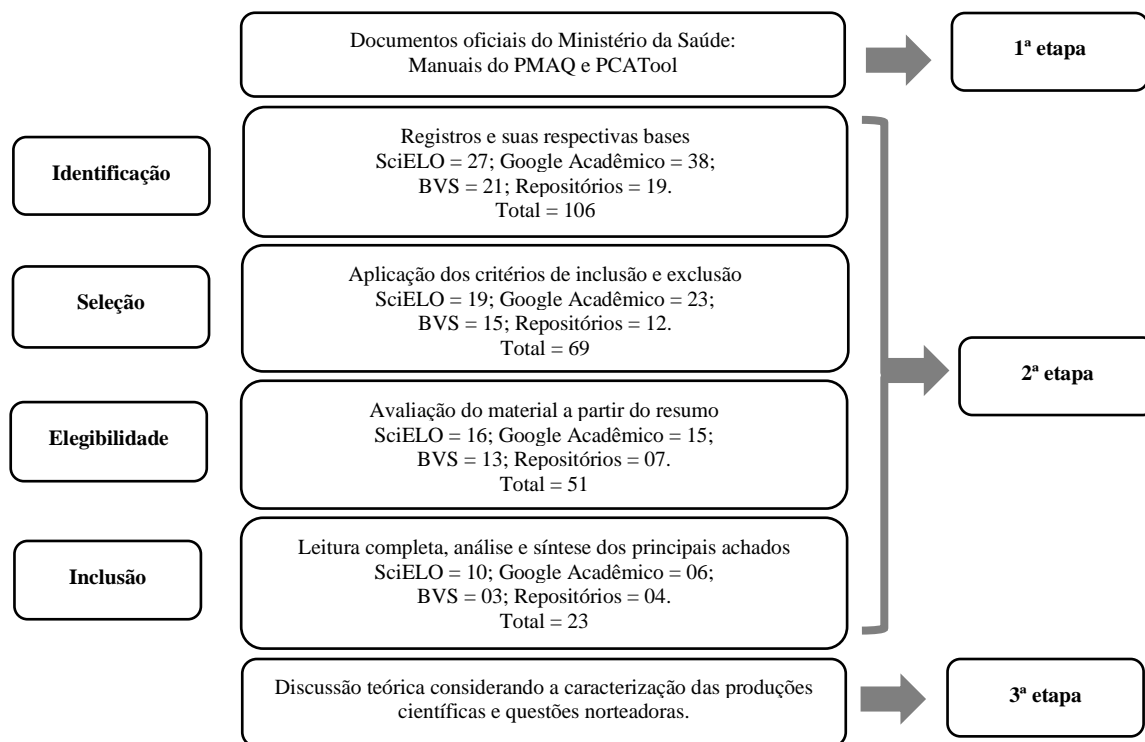 Documentos oficiais do Ministério da Saúde:
Manuais do PMAQ e PCATool
1ª etapa
Identificação
Registros e suas respectivas bases
SciELO = 27; Google Acadêmico = 38;
BVS = 21; Repositórios = 19.
Total = 106
Seleção
Aplicação dos critérios de inclusão e exclusão
SciELO = 19; Google Acadêmico = 23;
BVS = 15; Repositórios = 12.
Total = 69
2ª etapa
Elegibilidade
Avaliação do material a partir do resumo
SciELO = 16; Google Acadêmico = 15;
BVS = 13; Repositórios = 07.
Total = 51
Inclusão
Leitura completa, análise e síntese dos principais achados
SciELO = 10; Google Acadêmico = 06;
BVS = 03; Repositórios = 04.
Total = 23
Discussão teórica considerando a caracterização das produções
científicas e questões norteadoras.
3ª etapa